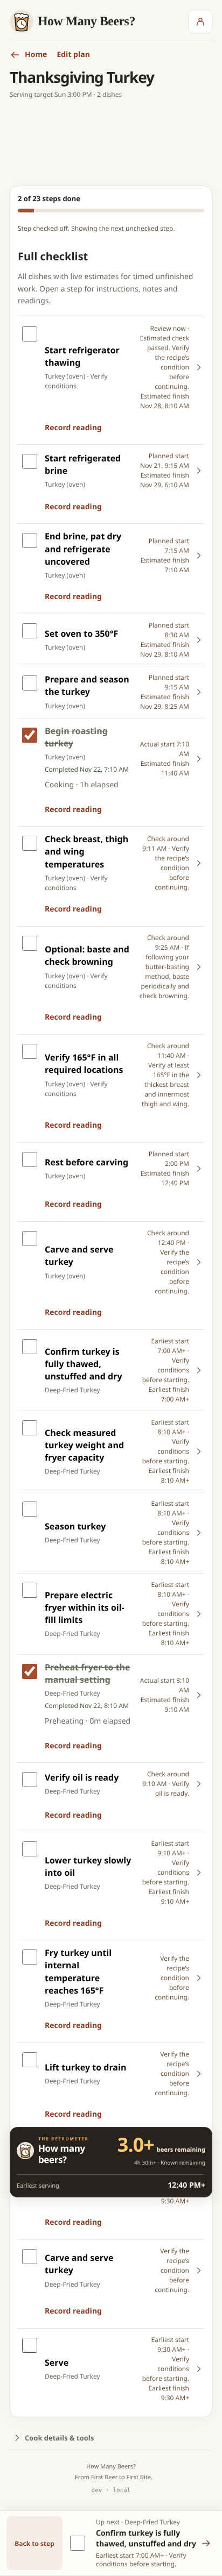 How Many Beers?
← Home Edit plan
Thanksgiving Turkey
Serving target Sun 3:00 PM · 2 dishes
2 of 23 steps done
Step checked off. Showing the next unchecked step.
Full checklist
All dishes with live estimates for timed unfinished
work. Open a step for instructions, notes and
readings.
Start refrigerator
thawing
Turkey (oven) · Verify
conditions
Record reading
Review now ·
Estimated check
passed. Verify
the recipe's
condition
before
continuing.
Estimated finish
Nov 28, 8:10 AM
Start refrigerated
brine
Turkey (oven)
Record reading
Planned start
Nov 21, 9:15 AM
Estimated finish
Nov 29, 6:10 AM
End brine, pat dry
and refrigerate
uncovered
Turkey (oven)
Record reading
Planned start
7:15 AM
Estimated finish
7:10 AM
Set oven to 350°F
Turkey (oven)
Planned start
8:30 AM
Estimated finish
Nov 29, 8:10 AM
Prepare and season
the turkey
Turkey (oven)
Planned start
9:15 AM
Estimated finish
Nov 29, 8:25 AM
Begin roasting
turkey
Turkey (oven)
Completed Nov 22, 7:10 AM
Cooking · 1h elapsed
Record reading
Actual start 7:10
AM
Estimated finish
11:40 AM
Check breast, thigh
and wing
temperatures
Turkey (oven) · Verify
conditions
Record reading
Check around
9:11 AM · Verify
the recipe's
condition
before
continuing.
Optional: baste and
check browning
Turkey (oven) · Verify
conditions
Record reading
Check around
9:25 AM · If
following your
butter-basting
method, baste
periodically and
check browning.
Verify 165°F in all
required locations
Turkey (oven) · Verify
conditions
Record reading
Check around
11:40 AM ·
Verify at least
165°F in the
thickest breast
and innermost
thigh and wing.
Rest before carving
Turkey (oven)
Record reading
Planned start
2:00 PM
Estimated finish
12:40 PM
Carve and serve
turkey
Turkey (oven)
Record reading
Check around
12:40 PM ·
Verify the
recipe's
condition
before
continuing.
Confirm turkey is
fully thawed,
unstuffed and dry
Deep-Fried Turkey
Earliest start
7:00 AM+ ·
Verify
conditions
before starting.
Earliest finish
7:00 AM+
Check measured
turkey weight and
fryer capacity
Deep-Fried Turkey
Earliest start
8:10 AM+ ·
Verify
conditions
before starting.
Earliest finish
8:10 AM+
Season turkey
Deep-Fried Turkey
Earliest start
8:10 AM+ ·
Verify
conditions
before starting.
Earliest finish
8:10 AM+
Prepare electric
fryer within its oil-
fill limits
Deep-Fried Turkey
Earliest start
8:10 AM+ ·
Verify
conditions
before starting.
Earliest finish
8:10 AM+
Preheat fryer to the
manual setting
Deep-Fried Turkey
Completed Nov 22, 8:10 AM
Preheating · 0m elapsed
Record reading
Actual start 8:10
AM
Estimated finish
9:10 AM
Verify oil is ready
Deep-Fried Turkey
Record reading
Check around
9:10 AM · Verify
oil is ready.
Lower turkey slowly
into oil
Deep-Fried Turkey
Record reading
Earliest start
9:10 AM+ ·
Verify
conditions
before starting.
Earliest finish
9:10 AM+
Fry turkey until
internal
temperature
reaches 165°F
Deep-Fried Turkey
Record reading
Verify the
recipe's
condition
before
continuing.
Lift turkey to drain
Deep-Fried Turkey
Record reading
Verify the
recipe's
condition
before
continuing.
THE BEEROMETER
How many
beers?
3.0+ beers remaining
4h 30m+ · Known remaining
Earliest serving 12:40 PM+
9:30 AM+
Record reading
Carve and serve
turkey
Deep-Fried Turkey
Record reading
Verify the
recipe's
condition
before
continuing.
Serve
Deep-Fried Turkey
Earliest start
9:30 AM+ ·
Verify
conditions
before starting.
Earliest finish
9:30 AM+
Cook details & tools
How Many Beers?
From First Beer to First Bite.
dev · local
Back to step
Up next · Deep-Fried Turkey
Confirm turkey is fully
thawed, unstuffed and dry
Earliest start 7:00 AM+ · Verify
conditions before starting.